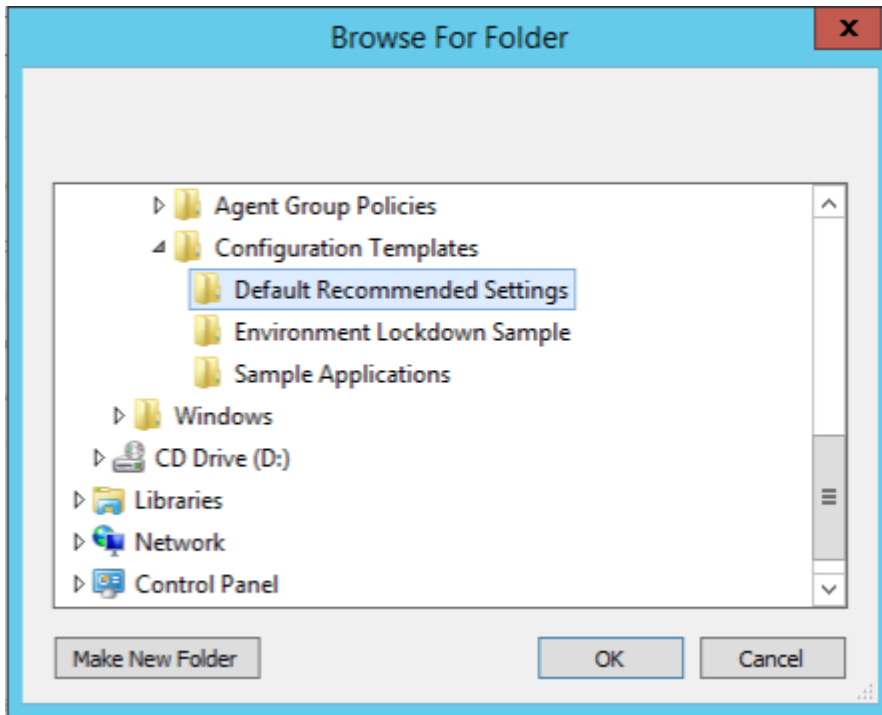 Browse For Folder
x
Agent Group Policies
Configuration Templates
Default Recommended Settings
Environment Lockdown Sample
Sample Applications
Windows
CD Drive (D:)
Libraries
Network
Control Panel
Make New Folder
OK
Cancel